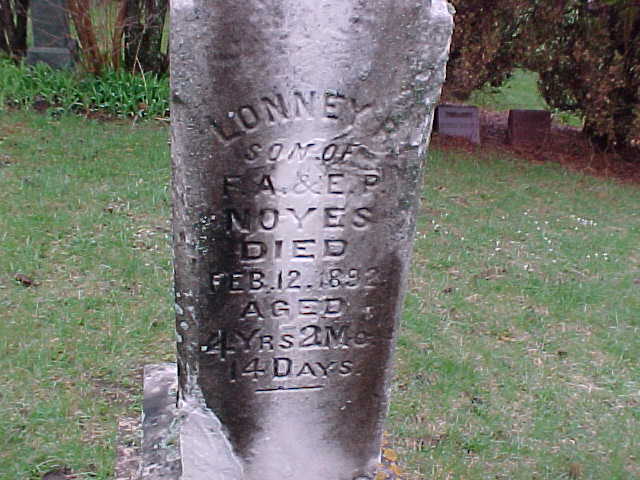 LONNEY P.
SON OF
F. A. & E. P.
NOYES
DIED
FEB. 12. 1892
AGED
4 YRS 2 MO
14 DAYS.